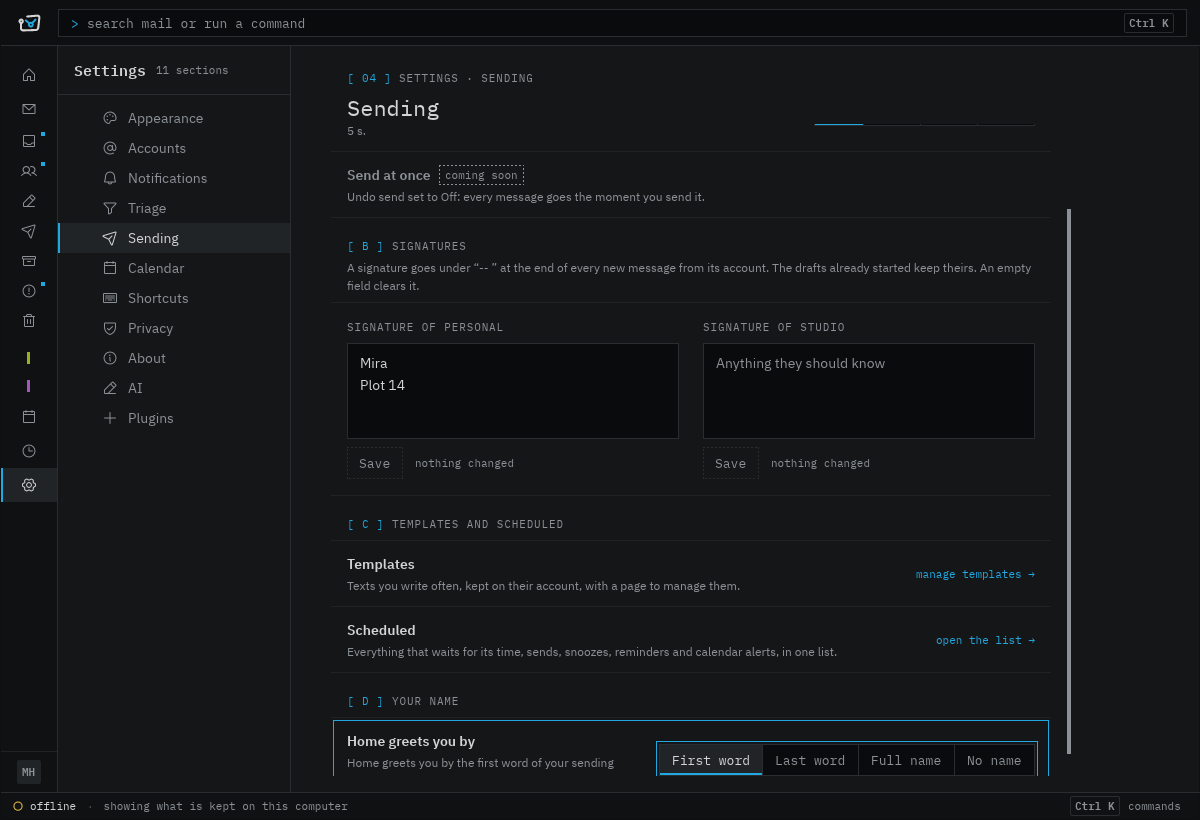 > search mail or run a command
Ctrl K
Settings 11 sections
Appearance
Accounts
Notifications
Triage
Sending
Calendar
Shortcuts
Privacy
About
AI
Plugins
MH
[ 04 ] SETTINGS · SENDING
Sending
5 s.
Send at once coming soon
Undo send set to Off: every message goes the moment you send it.
[ B ] SIGNATURES
A signature goes under “-- ” at the end of every new message from its account. The drafts already started keep theirs. An empty
field clears it.
SIGNATURE OF PERSONAL
Mira
Plot 14
Save nothing changed
SIGNATURE OF STUDIO
Anything they should know
Save nothing changed
[ C ] TEMPLATES AND SCHEDULED
Templates
Texts you write often, kept on their account, with a page to manage them.
manage templates →
Scheduled
Everything that waits for its time, sends, snoozes, reminders and calendar alerts, in one list.
open the list →
[ D ] YOUR NAME
Home greets you by
Home greets you by the first word of your sending
First word Last word Full name No name
offline · showing what is kept on this computer
Ctrl K commands